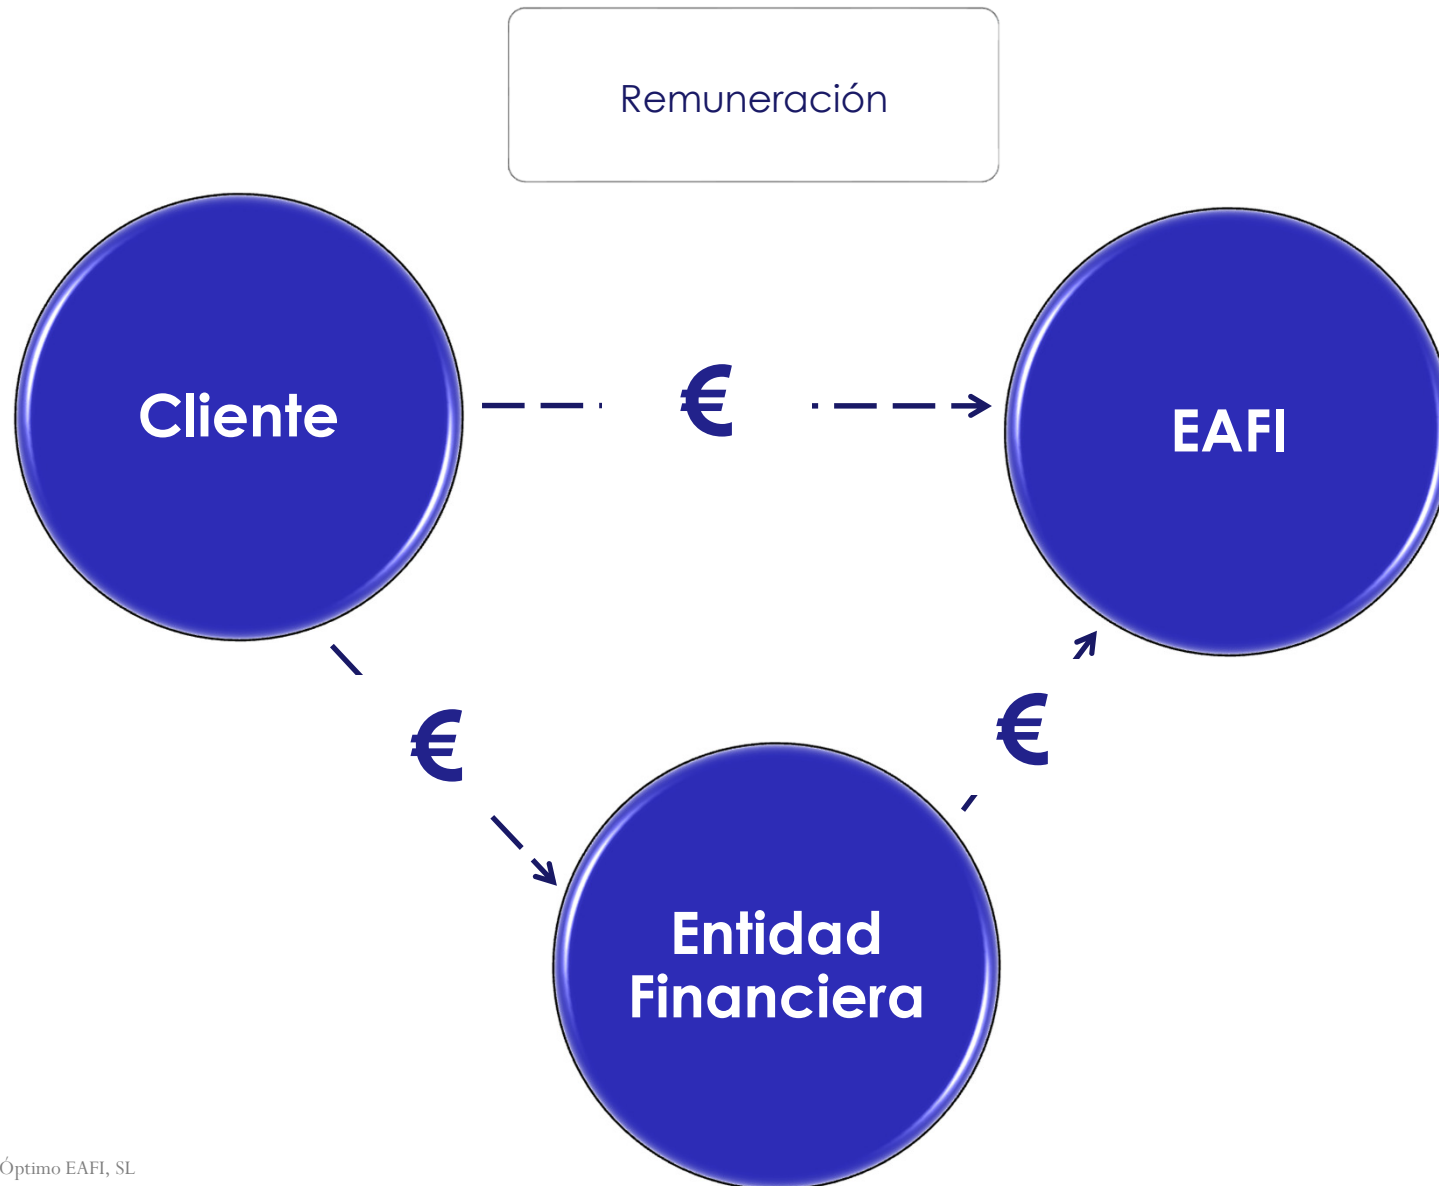 Remuneración
Cliente
€
EAFI
€
€
Entidad
Financiera
Óptimo EAFI, SL